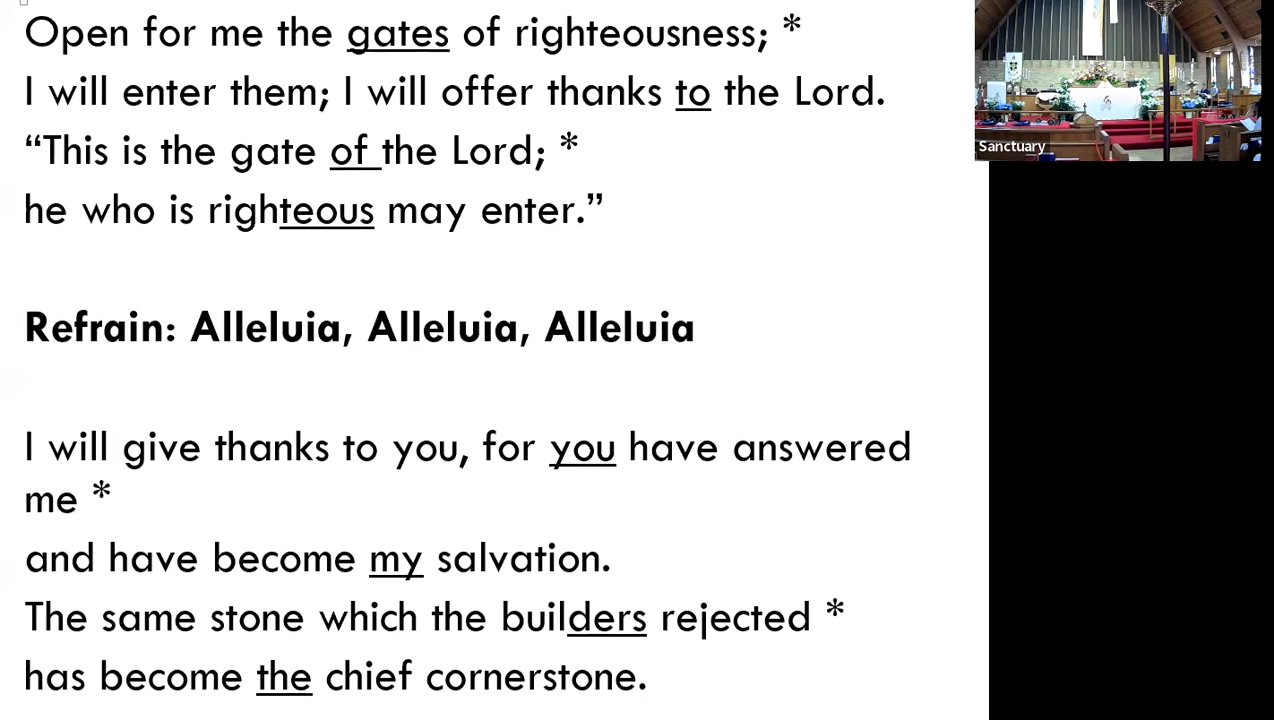 Open for me the gates of righteousness; *
I will enter them; I will offer thanks to the Lord.
“This is the gate of the Lord; *
he who is righteous may enter.”
Refrain: Alleluia, Alleluia, Alleluia
I will give thanks to you, for you have answered
me *
and have become my salvation.
The same stone which the builders rejected *
has become the chief cornerstone.
Sanctuary